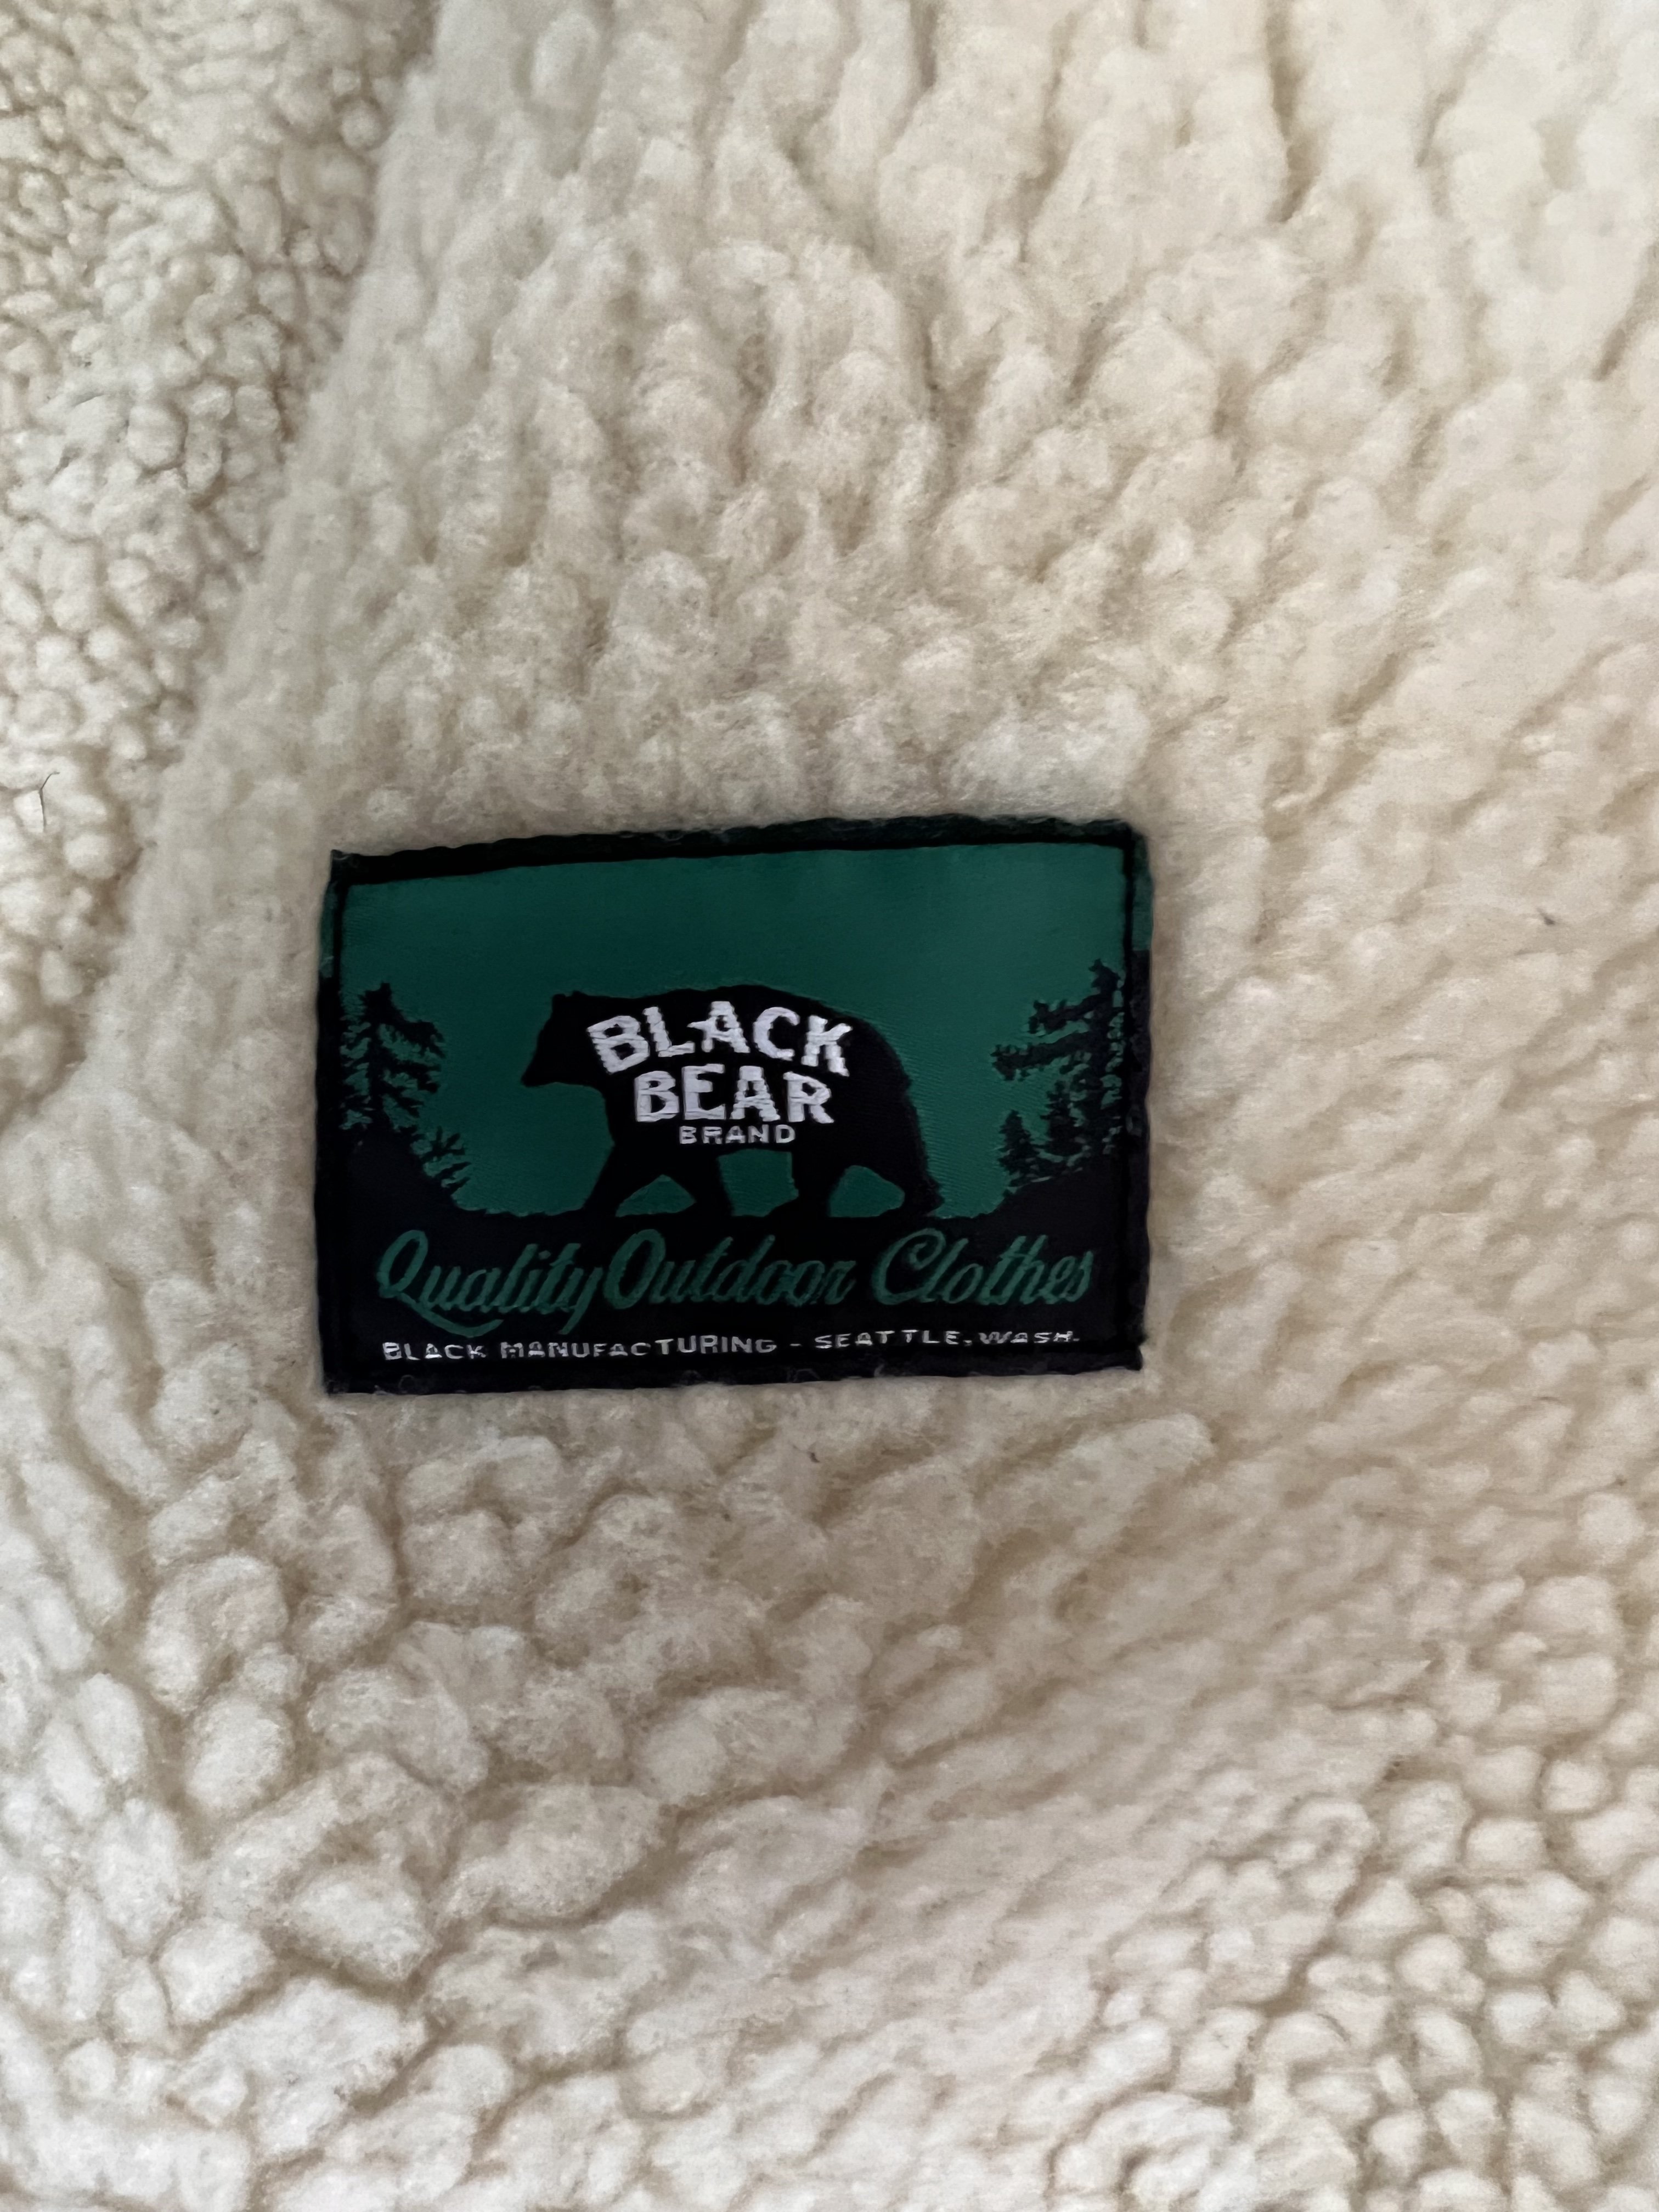 BLACK
BEAR
BRAND
Quality Outdoor Clothes
BLACK MANUFACTURING - SEATTLE, WASH.